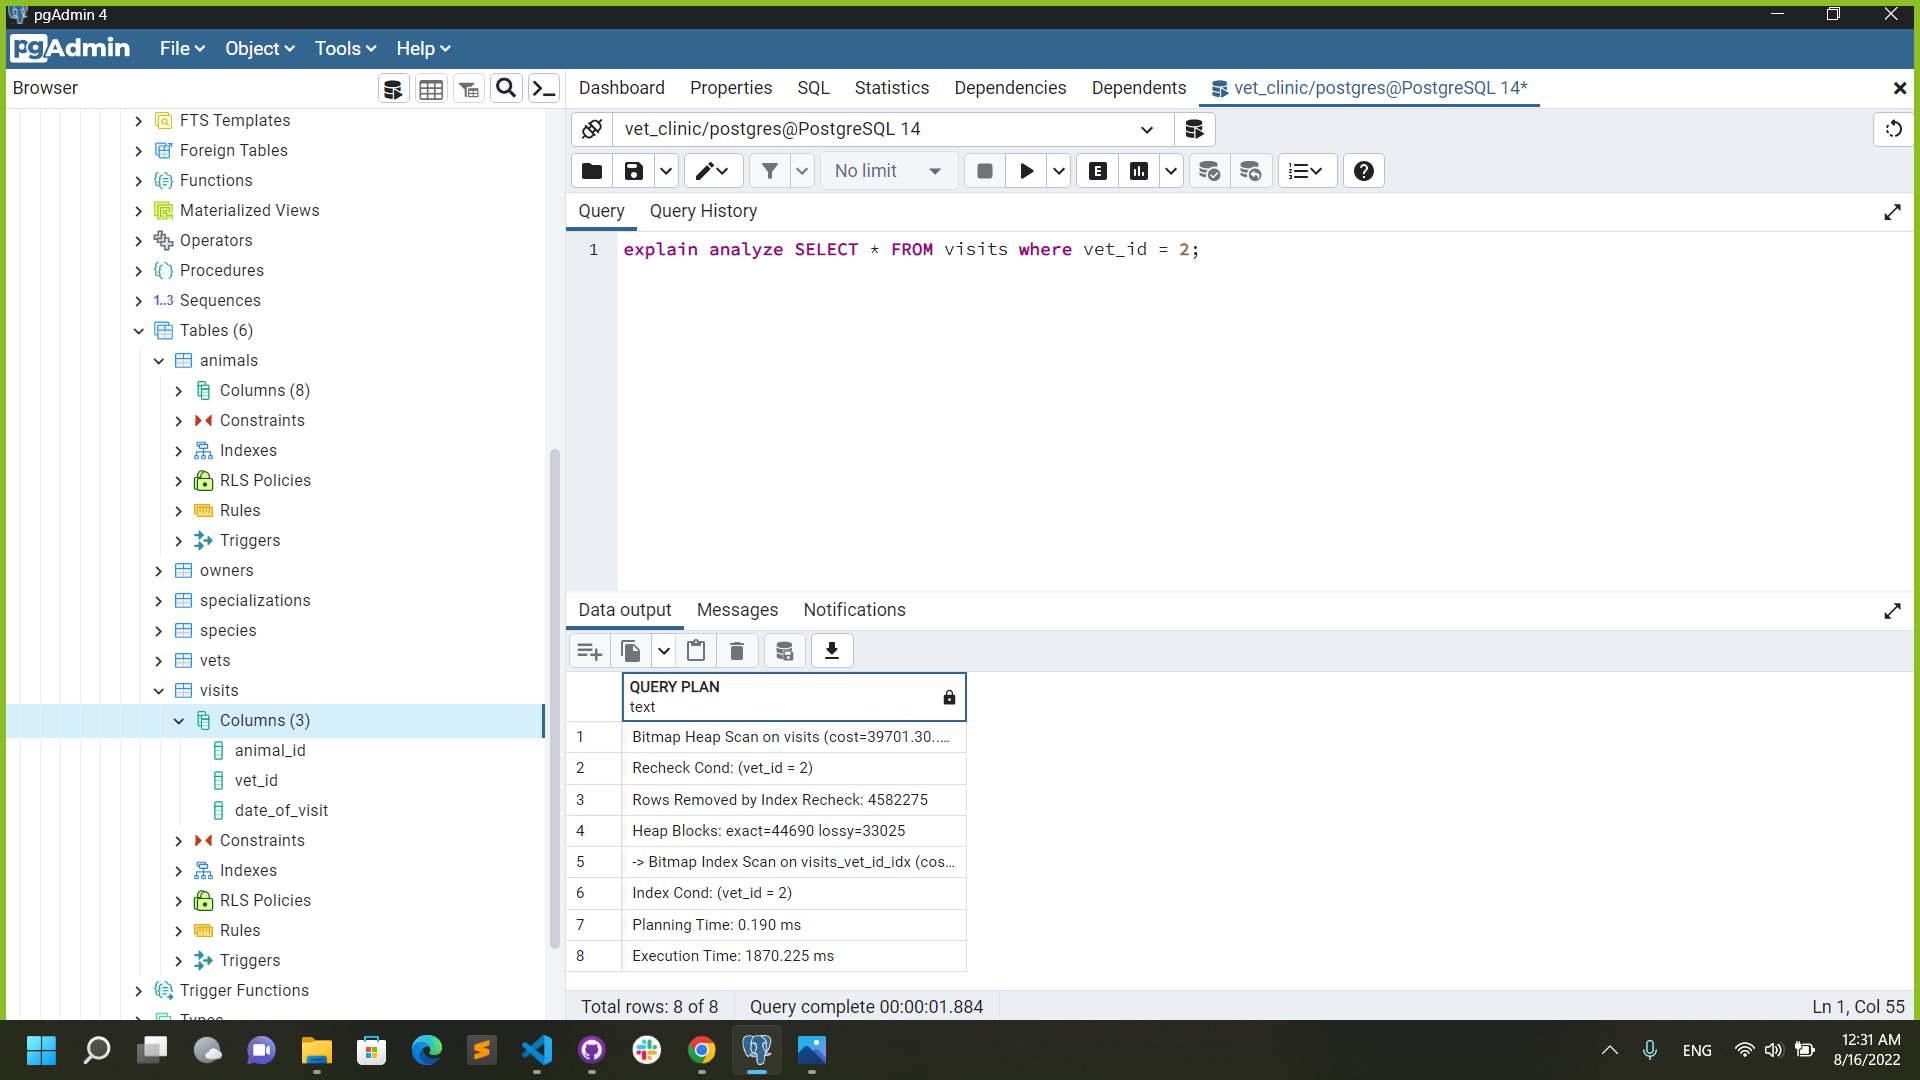 pgAdmin 4
pgAdmin File Object Tools Help
Browser
Dashboard Properties SQL Statistics Dependencies Dependents vet_clinic/postgres@PostgreSQL 14*
FTS Templates
Foreign Tables
Functions
Materialized Views
Operators
Procedures
1..3 Sequences
Tables (6)
animals
Columns (8)
Constraints
Indexes
RLS Policies
Rules
Triggers
owners
specializations
species
vets
visits
Columns (3)
animal_id
vet_id
date_of_visit
Constraints
Indexes
RLS Policies
Rules
Triggers
Trigger Functions
Types
vet_clinic/postgres@PostgreSQL 14
No limit E
Query Query History
1 explain analyze SELECT * FROM visits where vet_id = 2;
Data output Messages Notifications
QUERY PLAN
text
1 Bitmap Heap Scan on visits (cost=39701.30..…
2 Recheck Cond: (vet_id = 2)
3 Rows Removed by Index Recheck: 4582275
4 Heap Blocks: exact=44690 lossy=33025
5 -> Bitmap Index Scan on visits_vet_id_idx (cos…
6 Index Cond: (vet_id = 2)
7 Planning Time: 0.190 ms
8 Execution Time: 1870.225 ms
Total rows: 8 of 8 Query complete 00:00:01.884 Ln 1, Col 55
ENG
12:31 AM
8/16/2022